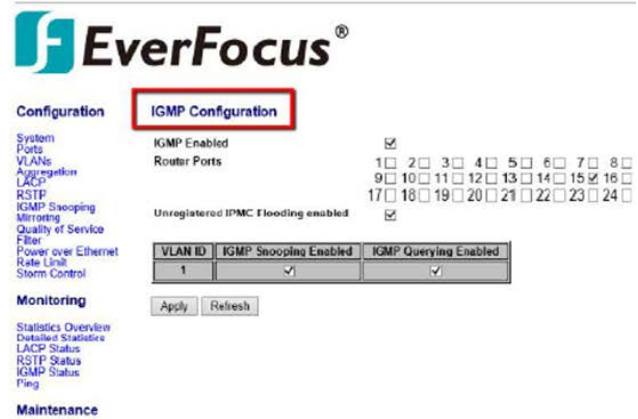 EverFocus®
Configuration
System
Ports
VLANs
Aggregation
LACP
RSTP
IGMP Snooping
Mirroring
Quality of Service
Filter
Power over Ethernet
Rate Limit
Storm Control
Monitoring
Statistics Overview
Detailed Statistics
LACP Status
RSTP Status
IGMP Status
Ping
Maintenance
IGMP Configuration
IGMP Enabled
Router Ports
1 2 3 4 5 6 7 8
9 10 11 12 13 14 15 16
17 18 19 20 21 22 23 24
Unregistered IPMC Flooding enabled
VLAN ID IGMP Snooping Enabled IGMP Querying Enabled
1
Apply Refresh